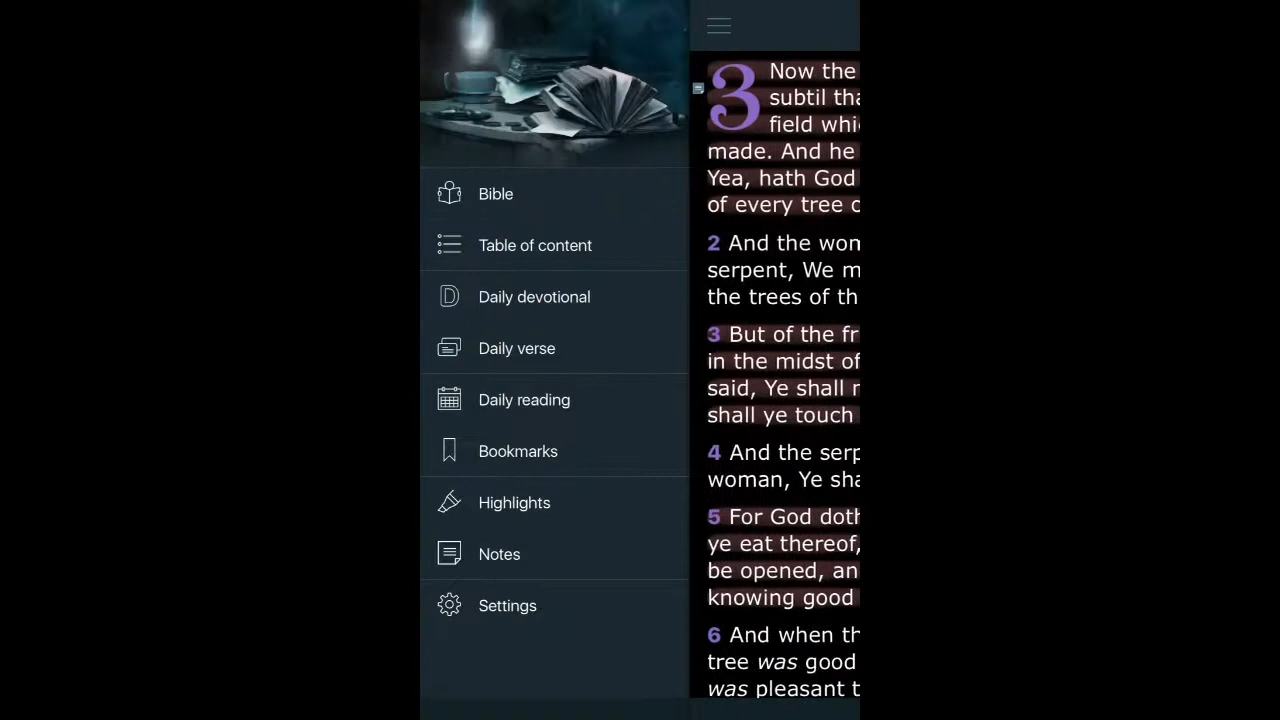 Bible
Table of content
Daily devotional
Daily verse
Daily reading
Bookmarks
Highlights
Notes
Settings
3 Now the
subtil tha
field whi
made. And he
Yea, hath God
of every tree
2 And the wom
serpent, We m
the trees of th
3 But of the fr
in the midst of
said, Ye shall
shall ye touch
4 And the serp
woman, Ye sha
5 For God doth
ye eat thereof,
be opened, an
knowing good
6 And when th
tree was good
was pleasant t